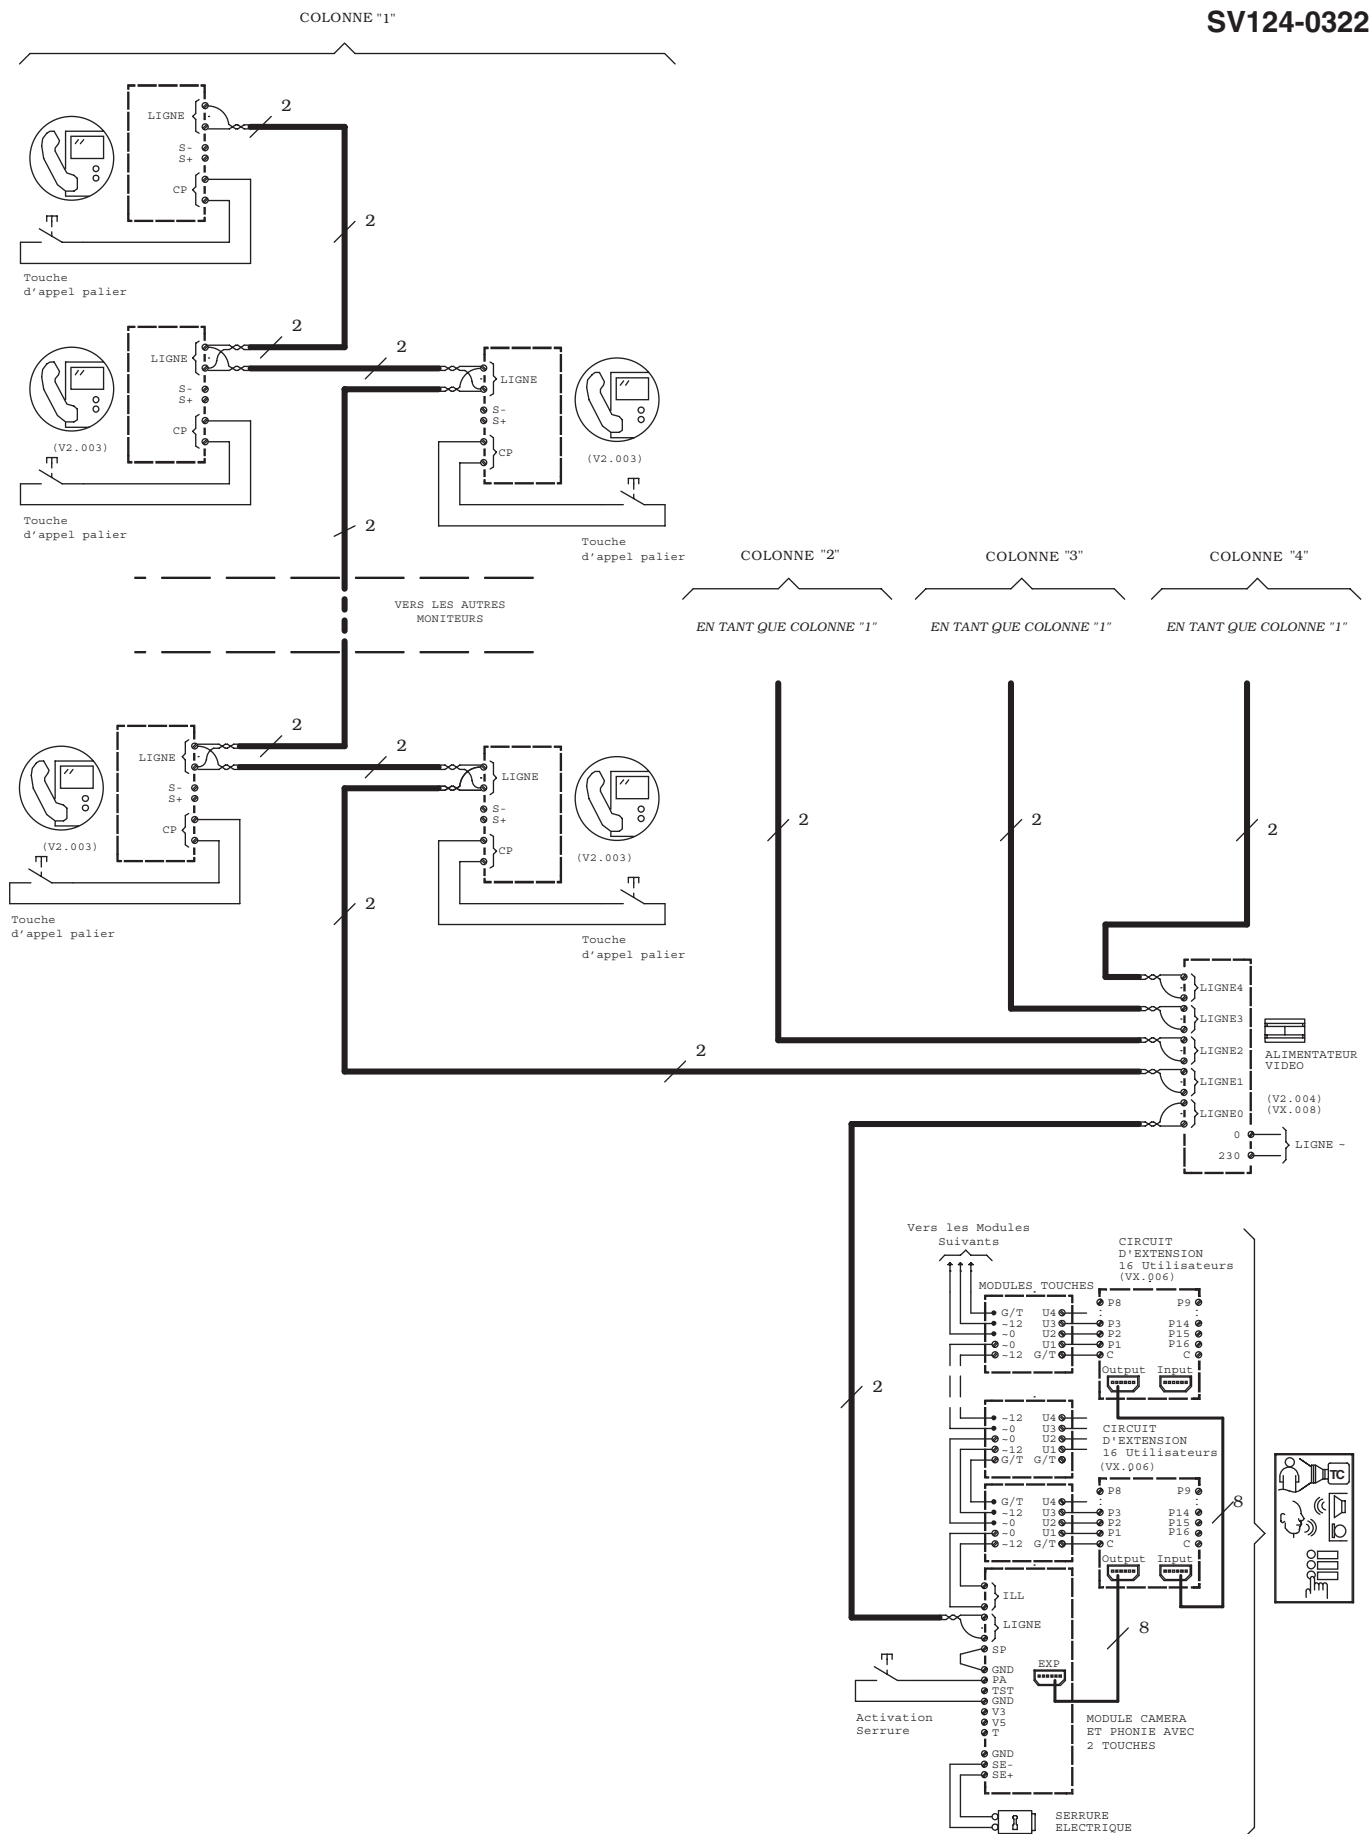 SV124-0322
COLONNE "1"
LIGNE
2
S-
S+
CP
2
Touche
d'appel palier
2
LIGNE
2
LIGNE
S-
S+
S-
S+
CP
CP
(V2.003)
(V2.003)
Touche
d'appel palier
2
Touche
d'appel palier
COLONNE "2"
COLONNE "3"
COLONNE "4"
VERS LES AUTRES
MONITEURS
EN TANT QUE COLONNE "1"
EN TANT QUE COLONNE "1"
EN TANT QUE COLONNE "1"
2
2
LIGNE
LIGNE
S-
S+
S-
S+
CP
CP
(V2.003)
(V2.003)
2
2
2
2
Touche
d'appel palier
Touche
d'appel palier
LIGNE4
LIGNE3
LIGNE2
LIGNE1
LIGNE0
0
230
2
ALIMENTATEUR
VIDEO
(V2.004)
(VX.008)
LIGNE ~
Vers les Modules
Suivants
CIRCUIT
D'EXTENSION
16 Utilisateurs
(VX.006)
MODULES TOUCHES
G/T U4
~12 U3
~0 U2
~0 U1
~12 G/T
P8 P9
P3 P14
P2 P15
P1 P16
C C
Output Input
2
~12 U4
~0 U3
~0 U2
~12 U1
G/T G/T
CIRCUIT
D'EXTENSION
16 Utilisateurs
(VX.006)
G/T U4
~12 U3
~0 U2
~0 U1
~12 G/T
P8 P9
P3 P14
P2 P15
P1 P16
C C
Output Input
8
TC
ILL
LIGNE
SP
GND
PA
TST
GND
V3
V5
T
GND
SE-
SE+
EXP
8
Activation
Serrure
MODULE CAMERA
ET PHONIE AVEC
2 TOUCHES
SERRURE
ELECTRIQUE